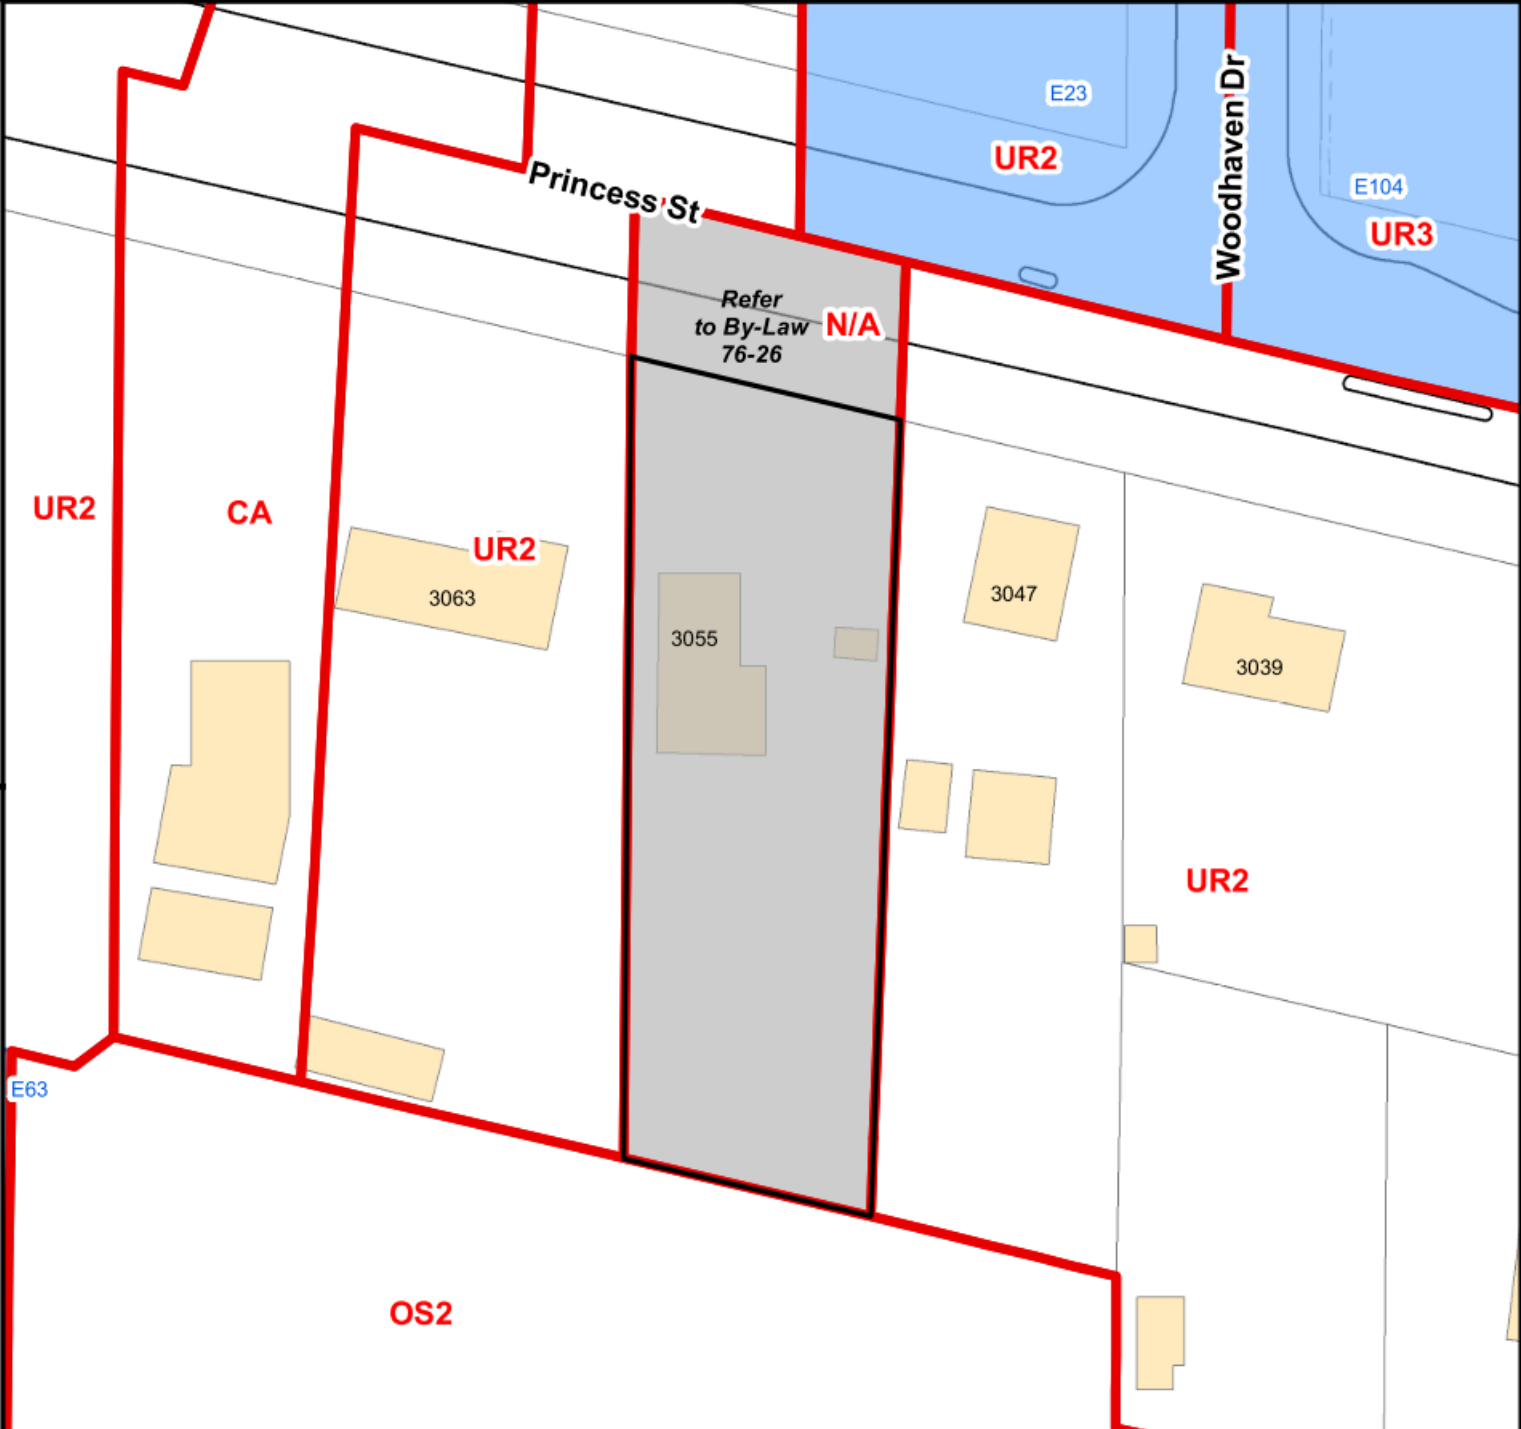 E23
UR2
Woodhaven Dr
E104
UR3
Princess St
Refer
to By-Law
76-26
N/A
UR2
CA
UR2
3063
3055
3047
3039
UR2
E63
OS2